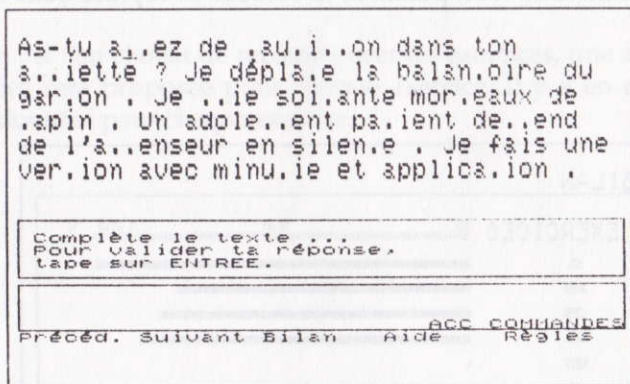 As-tu a..ez de .au.i..on dans ton
a..iette ? Je dépla.e la balan.oire du
gar.on . Je ..ie soi.ante mor.eaux de
.apin . Un adole..ent pa.ient de..end
de l'a..enseur en silen.e . Je fais une
ver.ion avec minu.ie et applica.ion .
Complète le texte ...
Pour valider ta réponse,
tape sur ENTREE.
ACC COMMANDES
Précéd. Suivant Bilan Aide Règles